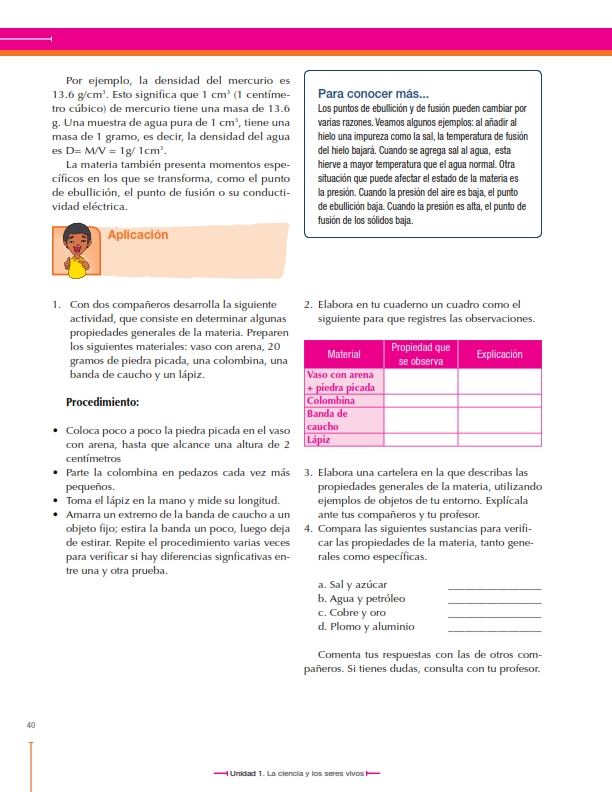 Por ejemplo, la densidad del mercurio es
13.6 g/cm³. Esto significa que 1 cm³ (1 centíme-
tro cúbico) de mercurio tiene una masa de 13.6
g. Una muestra de agua pura de 1 cm³, tiene una
masa de 1 gramo, es decir, la densidad del agua
es D= M/V = 1g/ 1cm³.
La materia también presenta momentos espe-
cíficos en los que se transforma, como el punto
de ebullición, el punto de fusión o su conducti-
vidad eléctrica.
Para conocer más...
Los puntos de ebullición y de fusión pueden cambiar por
varias razones. Veamos algunos ejemplos: al añadir al
hielo una impureza como la sal, la temperatura de fusión
del hielo bajará. Cuando se agrega sal al agua, esta
hierve a mayor temperatura que el agua normal. Otra
situación que puede afectar el estado de la materia es
la presión. Cuando la presión del aire es baja, el punto
de ebullición baja. Cuando la presión es alta, el punto de
fusión de los sólidos baja.
Aplicación
1. Con dos compañeros desarrolla la siguiente
actividad, que consiste en determinar algunas
propiedades generales de la materia. Preparen
los siguientes materiales: vaso con arena, 20
gramos de piedra picada, una colombina, una
banda de caucho y un lápiz.
Procedimiento:
• Coloca poco a poco la piedra picada en el vaso
con arena, hasta que alcance una altura de 2
centímetros
• Parte la colombina en pedazos cada vez más
pequeños.
• Toma el lápiz en la mano y mide su longitud.
• Amarra un extremo de la banda de caucho a un
objeto fijo; estira la banda un poco, luego deja
de estirar. Repite el procedimiento varias veces
para verificar si hay diferencias signficativas en-
tre una y otra prueba.
2. Elabora en tu cuaderno un cuadro como el
siguiente para que registres las observaciones.
Material
Propiedad que
se observa
Explicación
Vaso con arena
+ piedra picada
Colombina
Banda de
caucho
Lápiz
3. Elabora una cartelera en la que describas las
propiedades generales de la materia, utilizando
ejemplos de objetos de tu entorno. Explícala
ante tus compañeros y tu profesor.
4. Compara las siguientes sustancias para verifi-
car las propiedades de la materia, tanto gene-
rales como específicas.
a. Sal y azúcar
b. Agua y petróleo
c. Cobre y oro
d. Plomo y aluminio
Comenta tus respuestas con las de otros com-
pañeros. Si tienes dudas, consulta con tu profesor.
40
Unidad 1. La ciencia y los seres vivos